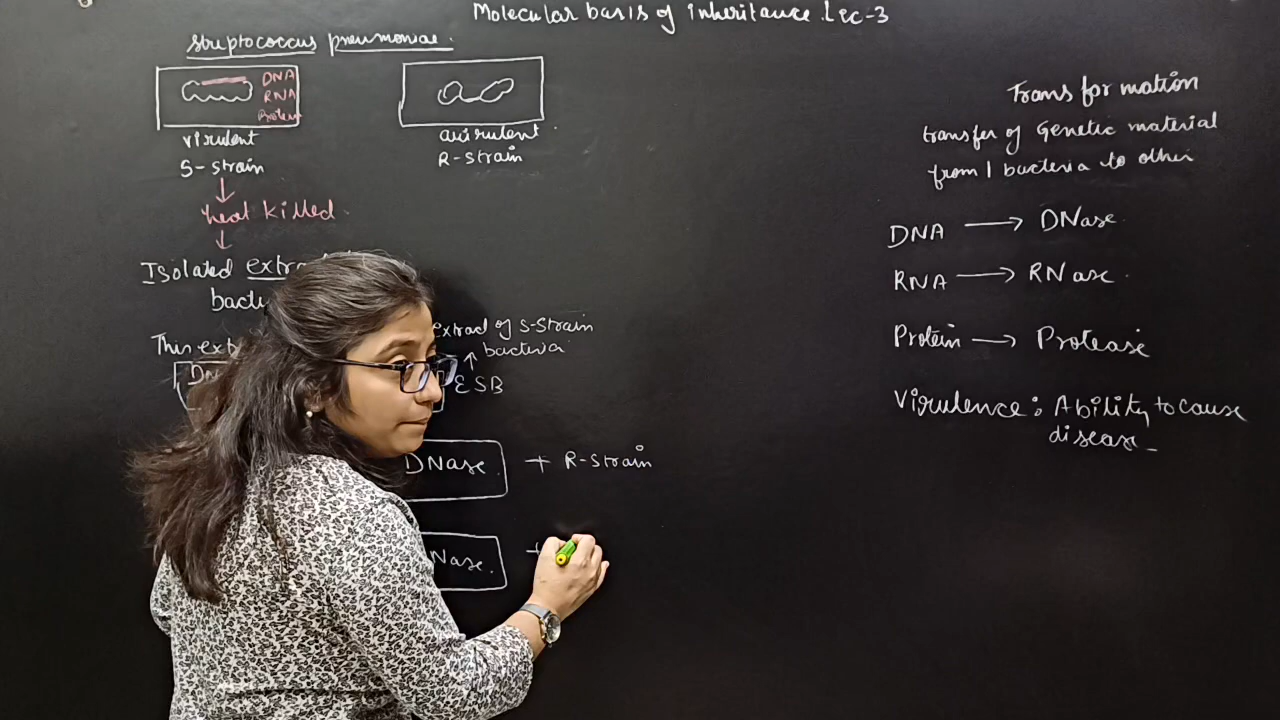 Molecular basis of inheritance. Lec-3
Streptococcus pneumoniae.
DNA
RNA
Protein
virulent
S-strain
avirulent
R-strain
heat killed.
Isolated
This
extract of S-Strain
bacteria
ESB
DNase. + R-strain
Nase. +
Transformation
transfer of Genetic material
from 1 bacteria to other
DNA → DNase
RNA → RNase.
Protein → Protease
Virulence: Ability to cause
disease_